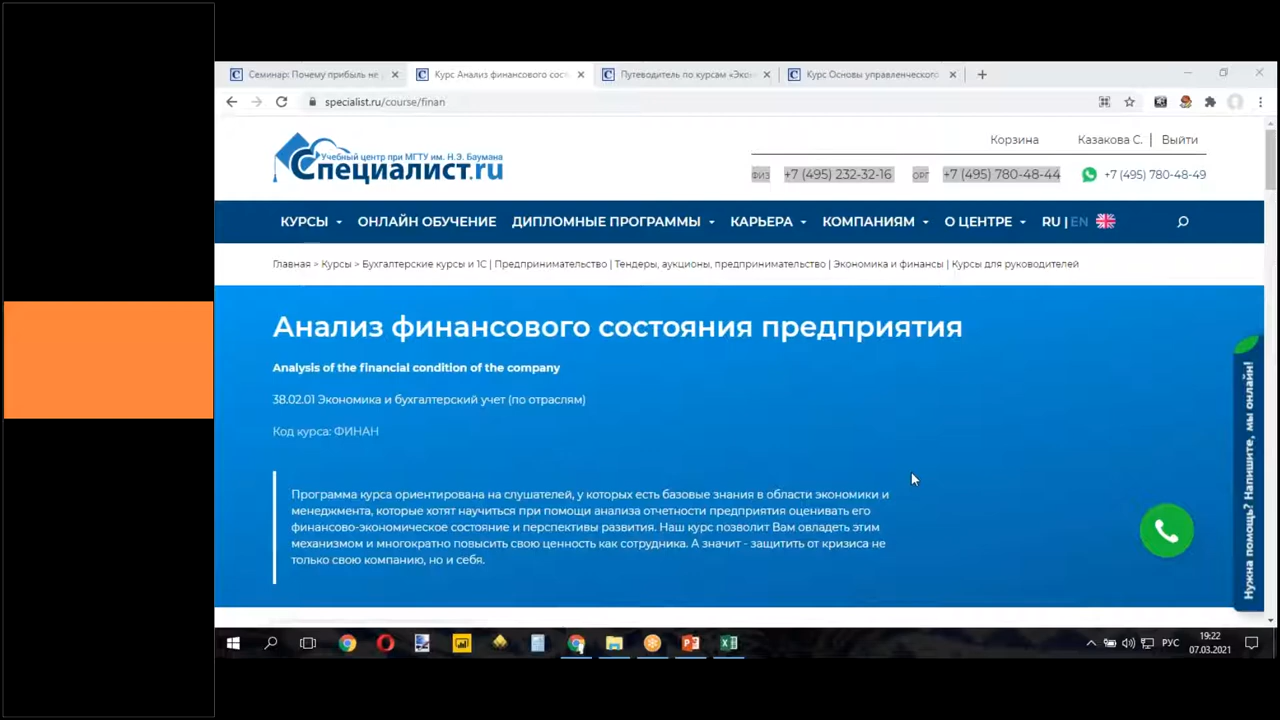 Семинар: Почему прибыль не
Курс Анализ финансового сост
Путеводитель по курсам «Экон
Курс Основы управленческого
specialist.ru/course/finan
Корзина
Казакова С. | Выйти
Учебный центр при МГТУ им. Н.Э. Баумана
Специалист.ru
ФИЗ +7 (495) 232-32-16 ОРГ +7 (495) 780-48-44 +7 (495) 780-48-49
КУРСЫ ОНЛАЙН ОБУЧЕНИЕ ДИПЛОМНЫЕ ПРОГРАММЫ КАРЬЕРА КОМПАНИЯМ О ЦЕНТРЕ RU | EN
Главная > Курсы > Бухгалтерские курсы и 1С | Предпринимательство | Тендеры, аукционы, предпринимательство | Экономика и финансы | Курсы для руководителей
Анализ финансового состояния предприятия
Analysis of the financial condition of the company
38.02.01 Экономика и бухгалтерский учет (по отраслям)
Код курса: ФИНАН
Программа курса ориентирована на слушателей, у которых есть базовые знания в области экономики и
менеджмента, которые хотят научиться при помощи анализа отчетности предприятия оценивать его
финансово-экономическое состояние и перспективы развития. Наш курс позволит Вам овладеть этим
механизмом и многократно повысить свою ценность как сотрудника. А значит - защитить от кризиса не
только свою компанию, но и себя.
Нужна помощь? Напишите, мы онлайн!
РУС
19:22
07.03.2021